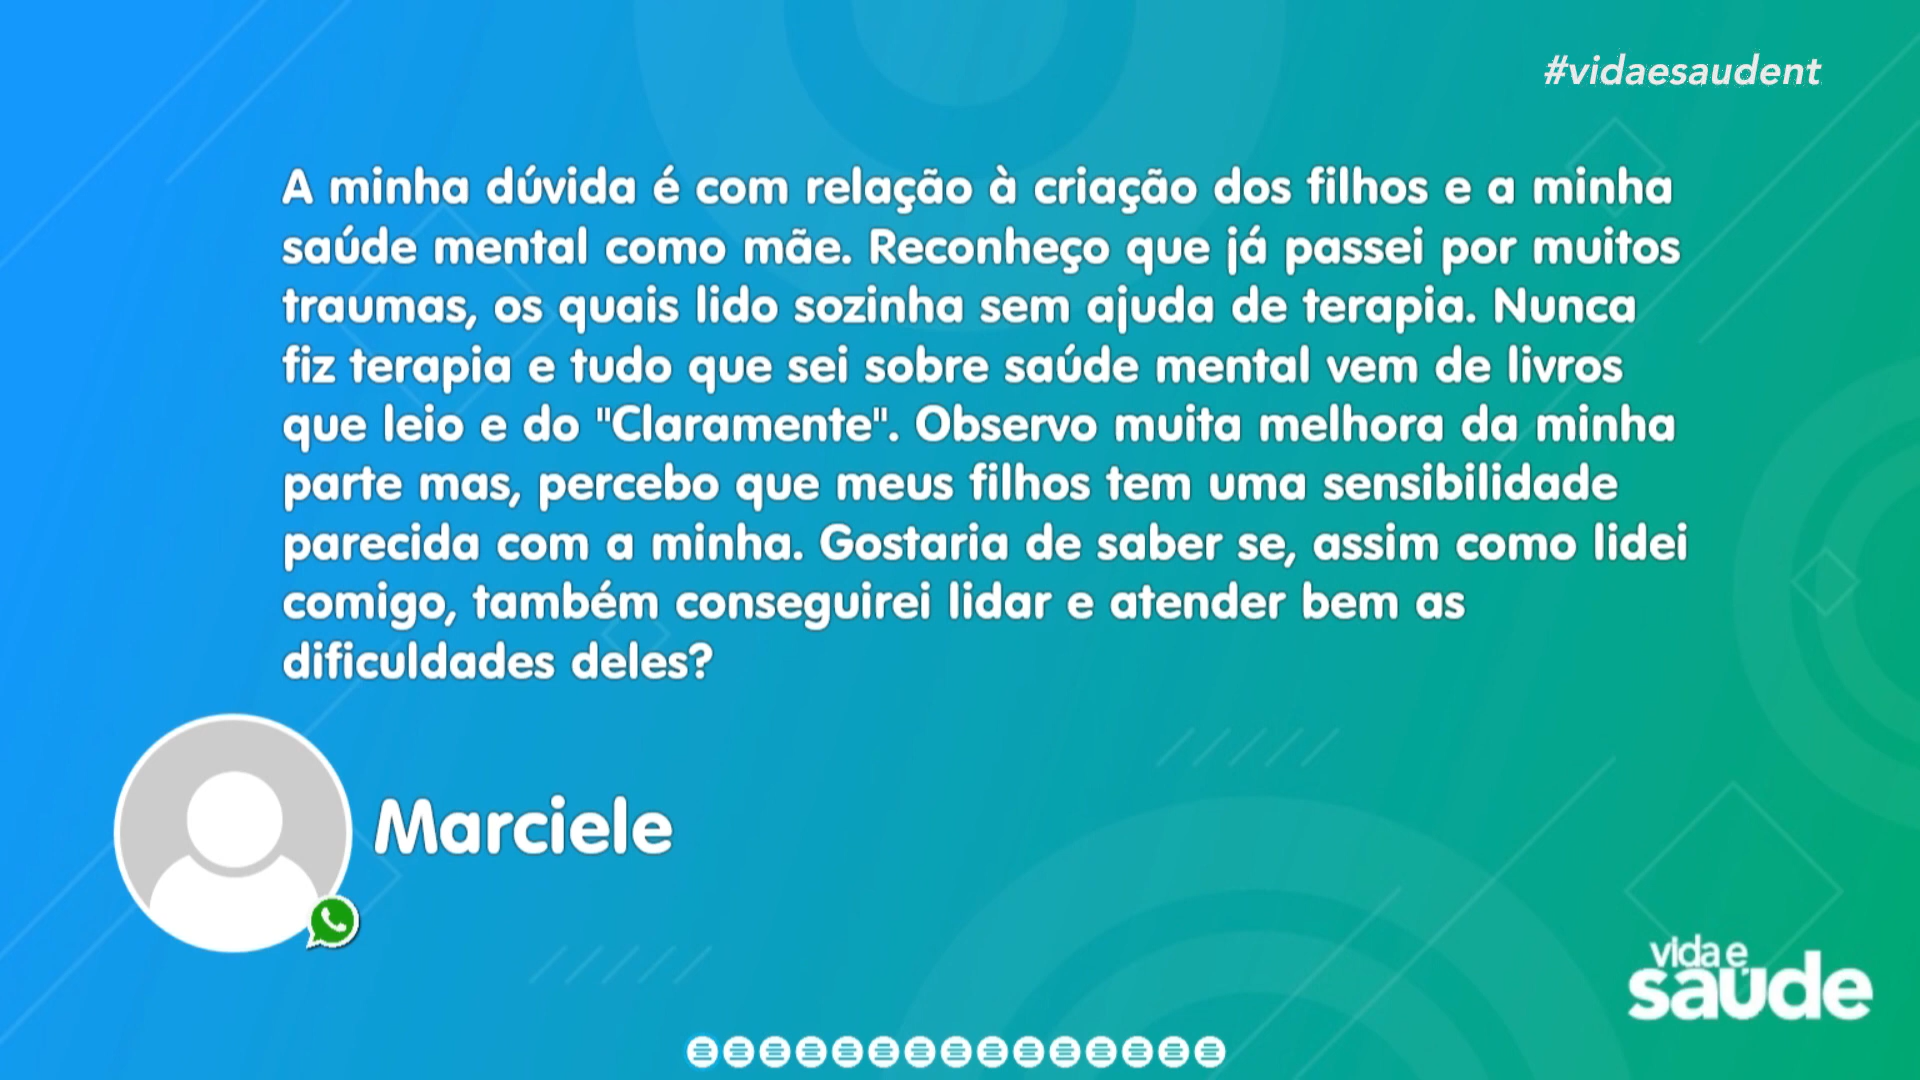 #vidaesaudent
A minha dúvida é com relação à criação dos filhos e a minha
saúde mental como mãe. Reconheço que já passei por muitos
traumas, os quais lido sozinha sem ajuda de terapia. Nunca
fiz terapia e tudo que sei sobre saúde mental vem de livros
que leio e do "Claramente". Observo muita melhora da minha
parte mas, percebo que meus filhos tem uma sensibilidade
parecida com a minha. Gostaria de saber se, assim como lidei
comigo, também conseguirei lidar e atender bem as
dificuldades deles?
Marciele
vida e
saúde